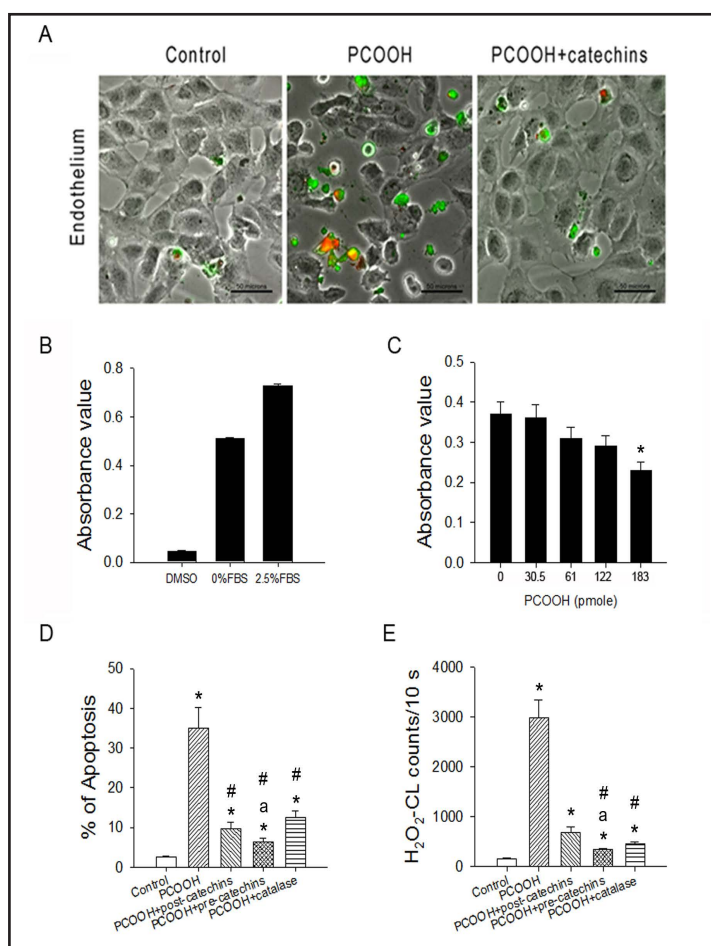 A
Control PCOOH PCOOH+catechins
Endothelium
50 microns 50 microns 50 microns
B
Absorbance value
0.8
0.6
0.4
0.2
0.0
DMSO 0%FBS 2.5%FBS
C
Absorbance value
0.5
0.4
0.3
0.2
0.1
0.0
*
0 30.5 61 122 183
PCOOH (pmole)
D
% of Apoptosis
50
40
30
20
10
0
*
# *
# a *
# *
Control
PCOOH
PCOOH+post-catechins
PCOOH+pre-catechins
PCOOH+catalase
E
H₂O₂-CL counts/10 s
4000
3000
2000
1000
0
*
*
# a *
# *
Control
PCOOH
PCOOH+post-catechins
PCOOH+pre-catechins
PCOOH+catalase